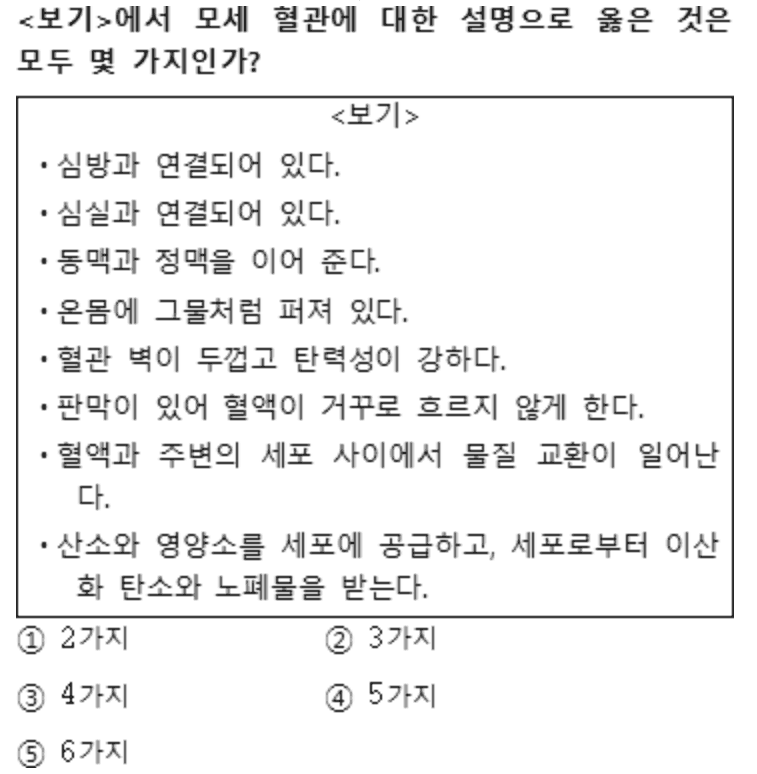 <보기>에서 모세 혈관에 대한 설명으로 옳은 것은
모두 몇 가지인가?
<보기>
・심방과 연결되어 있다.
・심실과 연결되어 있다.
・동맥과 정맥을 이어 준다.
・온몸에 그물처럼 퍼져 있다.
・혈관 벽이 두껍고 탄력성이 강하다.
・판막이 있어 혈액이 거꾸로 흐르지 않게 한다.
・혈액과 주변의 세포 사이에서 물질 교환이 일어난
다.
・산소와 영양소를 세포에 공급하고, 세포로부터 이산
화 탄소와 노폐물을 받는다.
① 2가지 ② 3가지
③ 4가지 ④ 5가지
⑤ 6가지